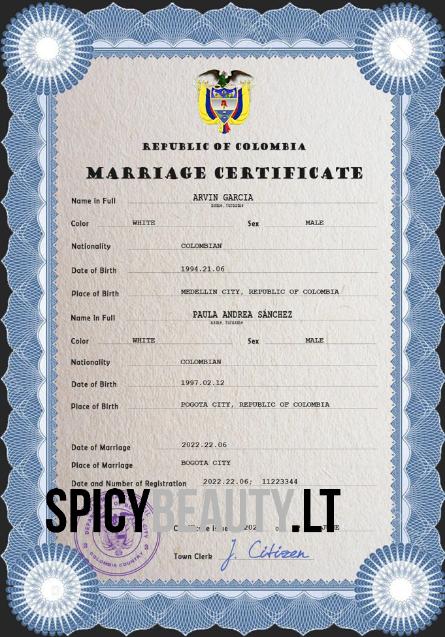 REPUBLIC OF COLOMBIA
MARRIAGE CERTIFICATE
Name in Full ARVIN GARCIA
Color WHITE Sex MALE
Nationality COLOMBIAN
Date of Birth 1994.21.06
Place of Birth MEDELLIN CITY, REPUBLIC OF COLOMBIA
Name in Full PAULA ANDREA SÁNCHEZ
Color WHITE Sex MALE
Nationality COLOMBIAN
Date of Birth 1997.02.12
Place of Birth POGOTA CITY, REPUBLIC OF COLOMBIA
Date of Marriage 2022.22.06
Place of Marriage BOGOTA CITY
Date and Number of Registration 2022.22.06; 11223344
SPICYBEAUTY.LT
Town Clerk J. Citizen
COLOMBIA COUNTRY